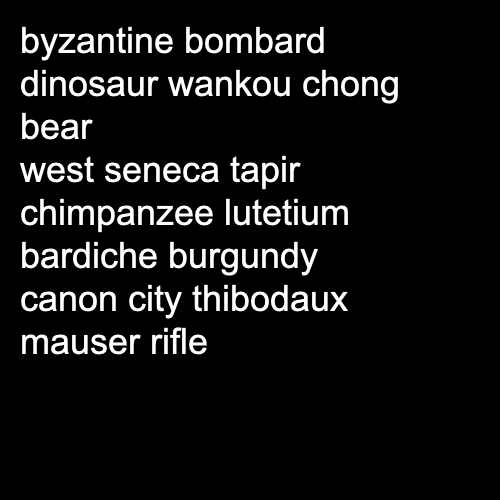 byzantine bombard
dinosaur wankou chong
bear
west seneca tapir
chimpanzee lutetium
bardiche burgundy
canon city thibodaux
mauser rifle